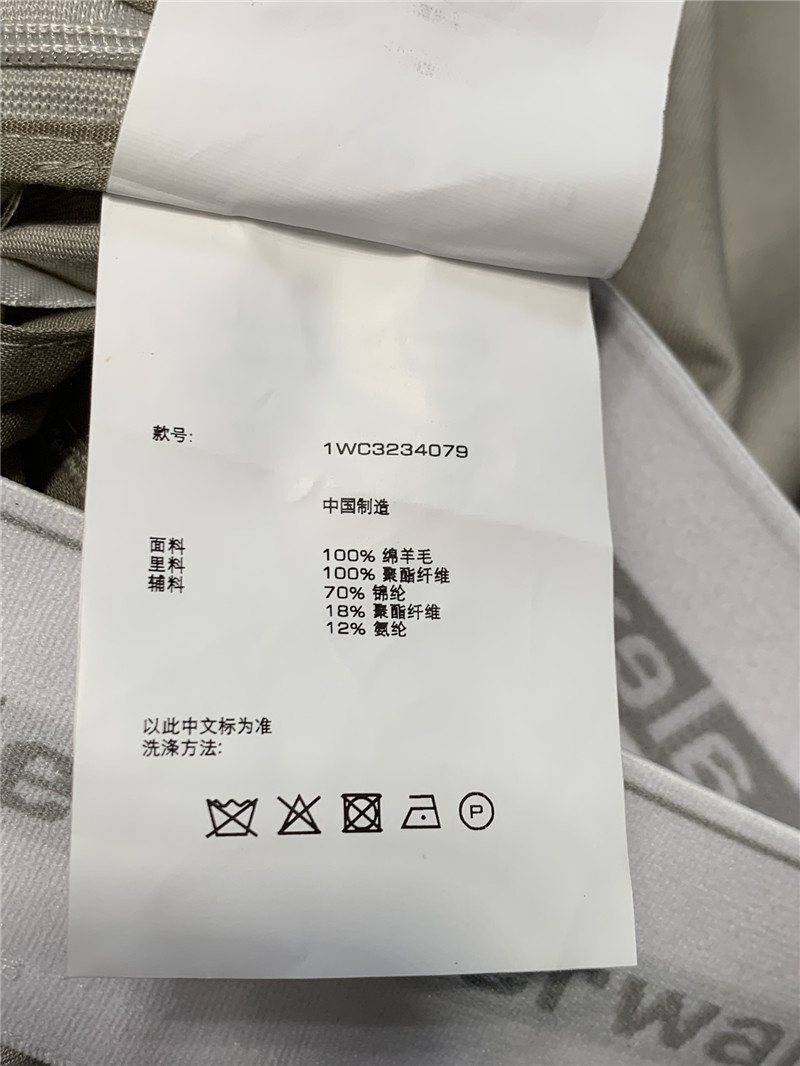 款号:
1WC3234079
中国制造
面料 100% 绵羊毛
里料 100% 聚酯纤维
辅料 70% 锦纶
18% 聚酯纤维
12% 氨纶
以此中文标为准
洗涤方法:
P
erwa